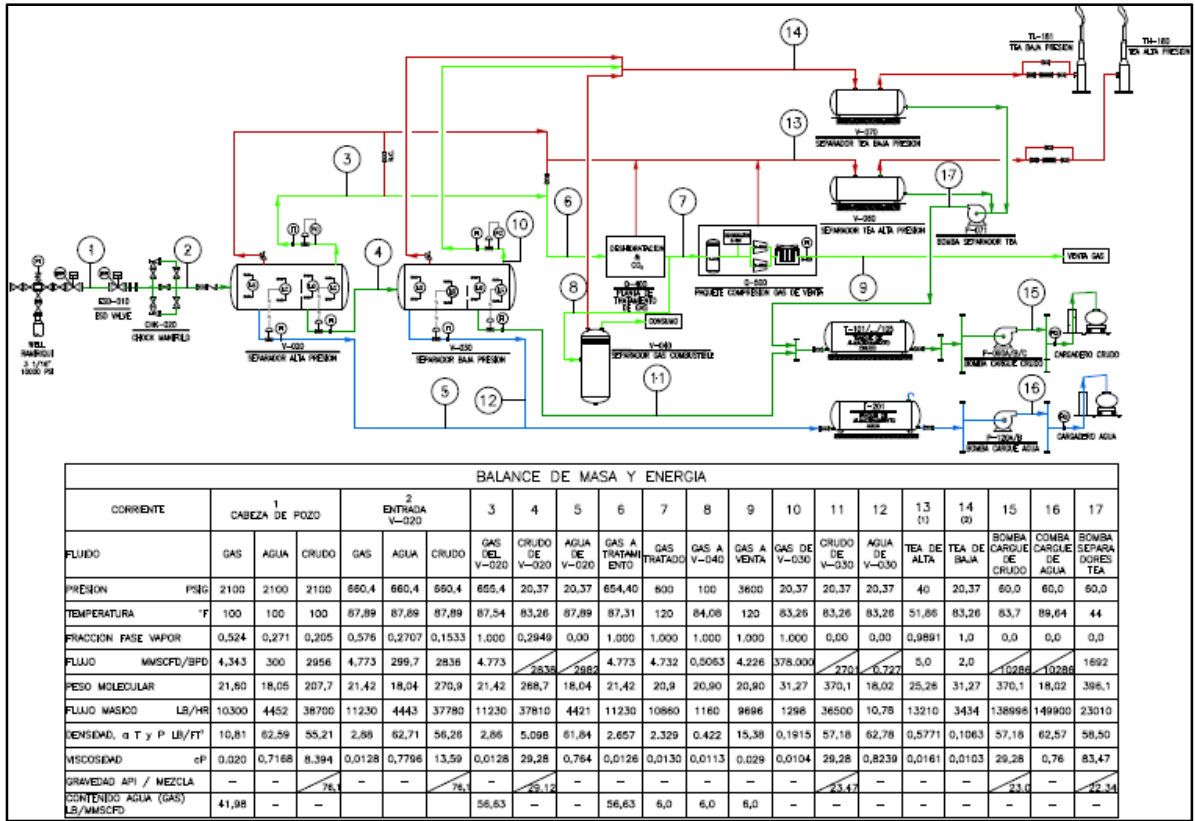 14
TL-181
TEA BAJA PRESION
TH-180
TEA ALTA PRESION
V-070
SEPARADOR TEA BAJA PRESION
13
3
N.C.
17
6
7
V-060
SEPARADOR TEA ALTA PRESION
P-071
BOMBA SEPARADOR TEA
10
1
2
4
DESHIDRATACION
&
CO₂
VENTA GAS
9
ESD-010
ESD VALVE
CHK-020
CHOCK MANIFOLD
8
PLANTA DE
TRATAMIENTO
DE GAS
PAQUETE COMPRESION GAS DE VENTA
15
CONSUMO
WELL
RAMIRIQUI
3 1/16"
10000 PSI
V-020
SEPARADOR ALTA PRESION
V-030
SEPARADOR BAJA PRESION
V-040
SEPARADOR GAS COMBUSTIBLE
BOMBA CARGUE CRUDO
CARGADERO CRUDO
11
5
12
16
T-201
P-120A/B
BOMBA CARGUE AGUA
CARGADERO AGUA
BALANCE DE MASA Y ENERGIA
CORRIENTE 1 CABEZA DE POZO 2 ENTRADA V-020 3 4 5 6 7 8 9 10 11 12 13 (1) 14 (2) 15 16 17
FLUIDO GAS AGUA CRUDO GAS AGUA CRUDO GAS DEL V-020 CRUDO DE V-020 AGUA DE V-020 GAS A TRATAMI ENTO GAS TRATADO GAS A V-040 GAS A VENTA GAS DE V-030 CRUDO DE V-030 AGUA DE V-030 TEA DE ALTA TEA DE BAJA BOMBA CARGUE DE CRUDO COMBA CARGUE DE AGUA BOMBA SEPARA DORES TEA
PRESION PSIG 2100 2100 2100 660,4 660,4 660,4 655,4 20,37 20,37 654,40 600 100 3600 20,37 20,37 20,37 40 20,37 60,0 60,0 60,0
TEMPERATURA °F 100 100 100 87,89 87,89 87,89 87,54 83,26 87,89 87,31 120 84,08 120 83,26 83,26 83,26 51,86 83,26 83,7 89,64 44
FRACCION FASE VAPOR 0,524 0,271 0,205 0,576 0,2707 0,1533 1.000 0,2949 0,00 1.000 1.000 1.000 1.000 1.000 0,00 0,00 0,9891 1,0 0,0 0,0 0,0
FLUJO MMSCFD/BPD 4,343 300 2956 4,773 299,7 2836 4.773 2838 2982 4.773 4.732 0,5063 4.226 378.000 2701 0.727 5,0 2,0 10286 10286 1692
PESO MOLECULAR 21,60 18,05 207,7 21,42 18,04 270,9 21,42 268,7 18,04 21,42 20,9 20,90 20,90 31,27 370,1 18,02 25,26 31,27 370,1 18,02 396,1
FLUJO MASICO LB/HR 10300 4452 38700 11230 4443 37780 11230 37810 4421 11230 10860 1160 9696 1298 36500 10,76 13210 3434 138996 149900 23010
DENSIDAD, a T y P LB/FT³ 10,81 62,59 55,21 2,88 62,71 56,26 2,86 5.098 61,84 2.657 2.329 0.422 15,38 0,1915 57,18 62,78 0,5771 0,1063 57,18 62,57 58,50
VISCOSIDAD cP 0.020 0,7168 8.394 0,0128 0,7796 13,59 0,0128 29,28 0,764 0,0126 0,0130 0,0113 0.029 0,0104 29,28 0,8239 0,0161 0,0103 29,28 0,76 83,47
GRAVEDAD API / MEZCLA – – 76,1 – – 76,1 – 29.12 – – – – – – 23.47 – – – 23.0 – 22.34
CONTENIDO AGUA (GAS) LB/MMSCFD 41,98 – – 56,63 – – 56,63 6,0 6,0 6,0 – – – – – – – –